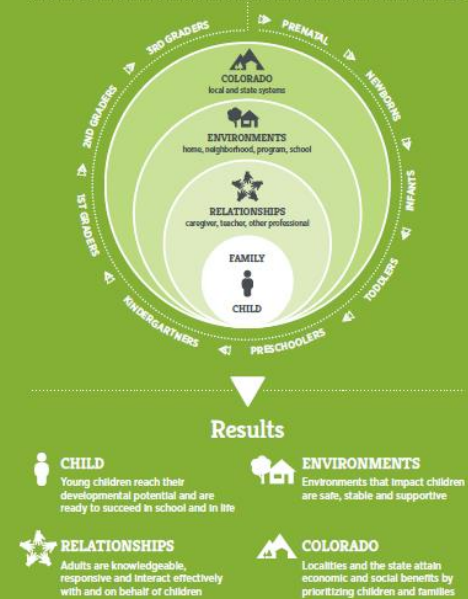 PRENATAL
NEWBORNS
INFANTS
TODDLERS
PRESCHOOLERS
KINDERGARTNERS
1ST GRADERS
2ND GRADERS
3RD GRADERS
COLORADO
local and state systems
ENVIRONMENTS
home, neighborhood, program, school
RELATIONSHIPS
caregiver, teacher, other professional
FAMILY
CHILD
Results
CHILD
Young children reach their
developmental potential and are
ready to succeed in school and in life
ENVIRONMENTS
Environments that impact children
are safe, stable and supportive
RELATIONSHIPS
Adults are knowledgeable,
responsive and interact effectively
with and on behalf of children
COLORADO
Localities and the state attain
economic and social benefits by
prioritizing children and families